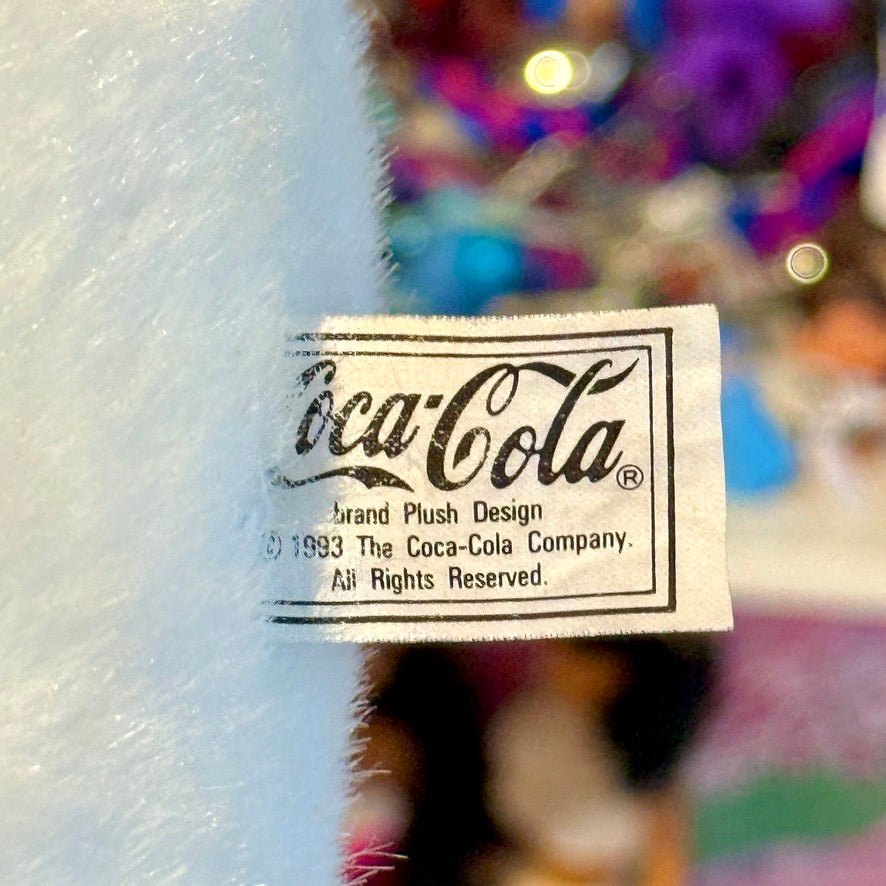 Coca-Cola ®
brand Plush Design
© 1993 The Coca-Cola Company.
All Rights Reserved.